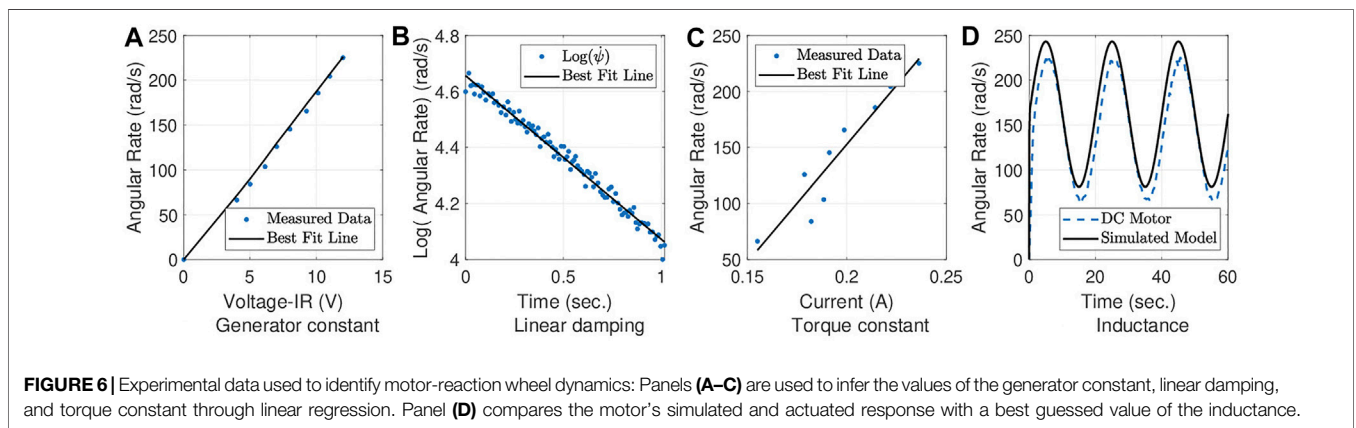 A
Angular Rate (rad/s)
250
200
150
100
50
0
Measured Data
Best Fit Line
0 5 10 15
Voltage-IR (V)
Generator constant
B
Log( Angular Rate) (rad/s)
4.8
4.6
4.4
4.2
4
Log(ψ̇)
Best Fit Line
0 0.5 1
Time (sec.)
Linear damping
C
Angular Rate (rad/s)
250
200
150
100
50
Measured Data
Best Fit Line
0.15 0.2 0.25
Current (A)
Torque constant
D
Angular Rate (rad/s)
250
200
150
100
50
0
DC Motor
Simulated Model
0 20 40 60
Time (sec.)
Inductance
FIGURE 6 | Experimental data used to identify motor-reaction wheel dynamics: Panels (A–C) are used to infer the values of the generator constant, linear damping,
and torque constant through linear regression. Panel (D) compares the motor's simulated and actuated response with a best guessed value of the inductance.